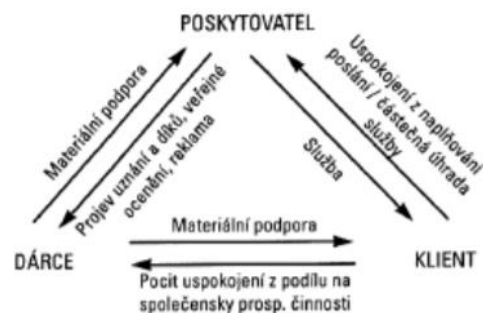 POSKYTOVATEL
Materiální podpora
Projev uznání a díků, veřejné
ocenění, reklama
Uspokojení z naplňování
poslání / částečná úhrada
služby
Služba
Materiální podpora
DÁRCE
KLIENT
Pocit uspokojení z podílu na
společensky prosp. činnosti